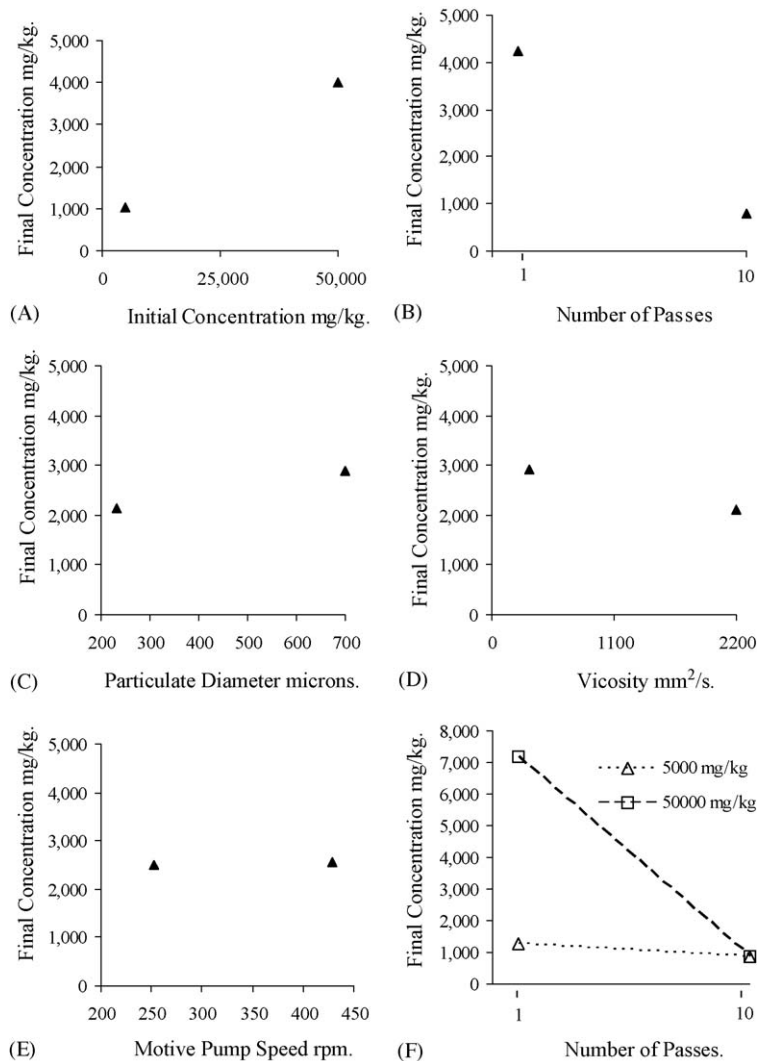 Final Concentration mg/kg.
5,000
4,000
3,000
2,000
1,000
0
0 25,000 50,000
(A) Initial Concentration mg/kg.
Final Concentration mg/kg.
5,000
4,000
3,000
2,000
1,000
0
1 10
(B) Number of Passes
Final Concentration mg/kg.
5,000
4,000
3,000
2,000
1,000
0
200 300 400 500 600 700
(C) Particulate Diameter microns.
Final Concentration mg/kg.
5,000
4,000
3,000
2,000
1,000
0
0 1100 2200
(D) Vicosity mm²/s.
Final Concentration mg/kg.
5,000
4,000
3,000
2,000
1,000
0
200 250 300 350 400 450
(E) Motive Pump Speed rpm.
Final Concentration mg/kg.
8,000
7,000
6,000
5,000
4,000
3,000
2,000
1,000
0
5000 mg/kg
50000 mg/kg
1 10
(F) Number of Passes.